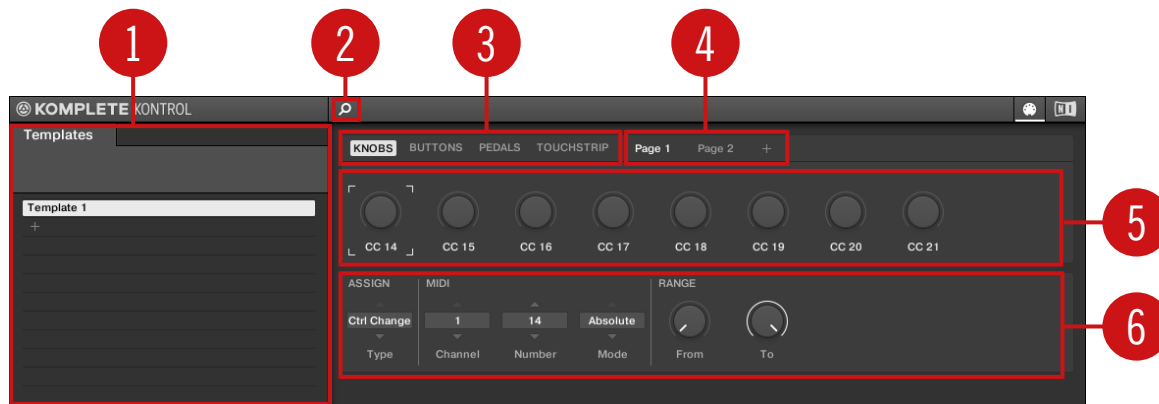 1
2
3
4
KOMPLETE KONTROL
Templates
KNOBS BUTTONS PEDALS TOUCHSTRIP Page 1 Page 2 +
Template 1
+
CC 14 CC 15 CC 16 CC 17 CC 18 CC 19 CC 20 CC 21
5
ASSIGN MIDI RANGE
Ctrl Change 1 14 Absolute
Type Channel Number Mode From To
6